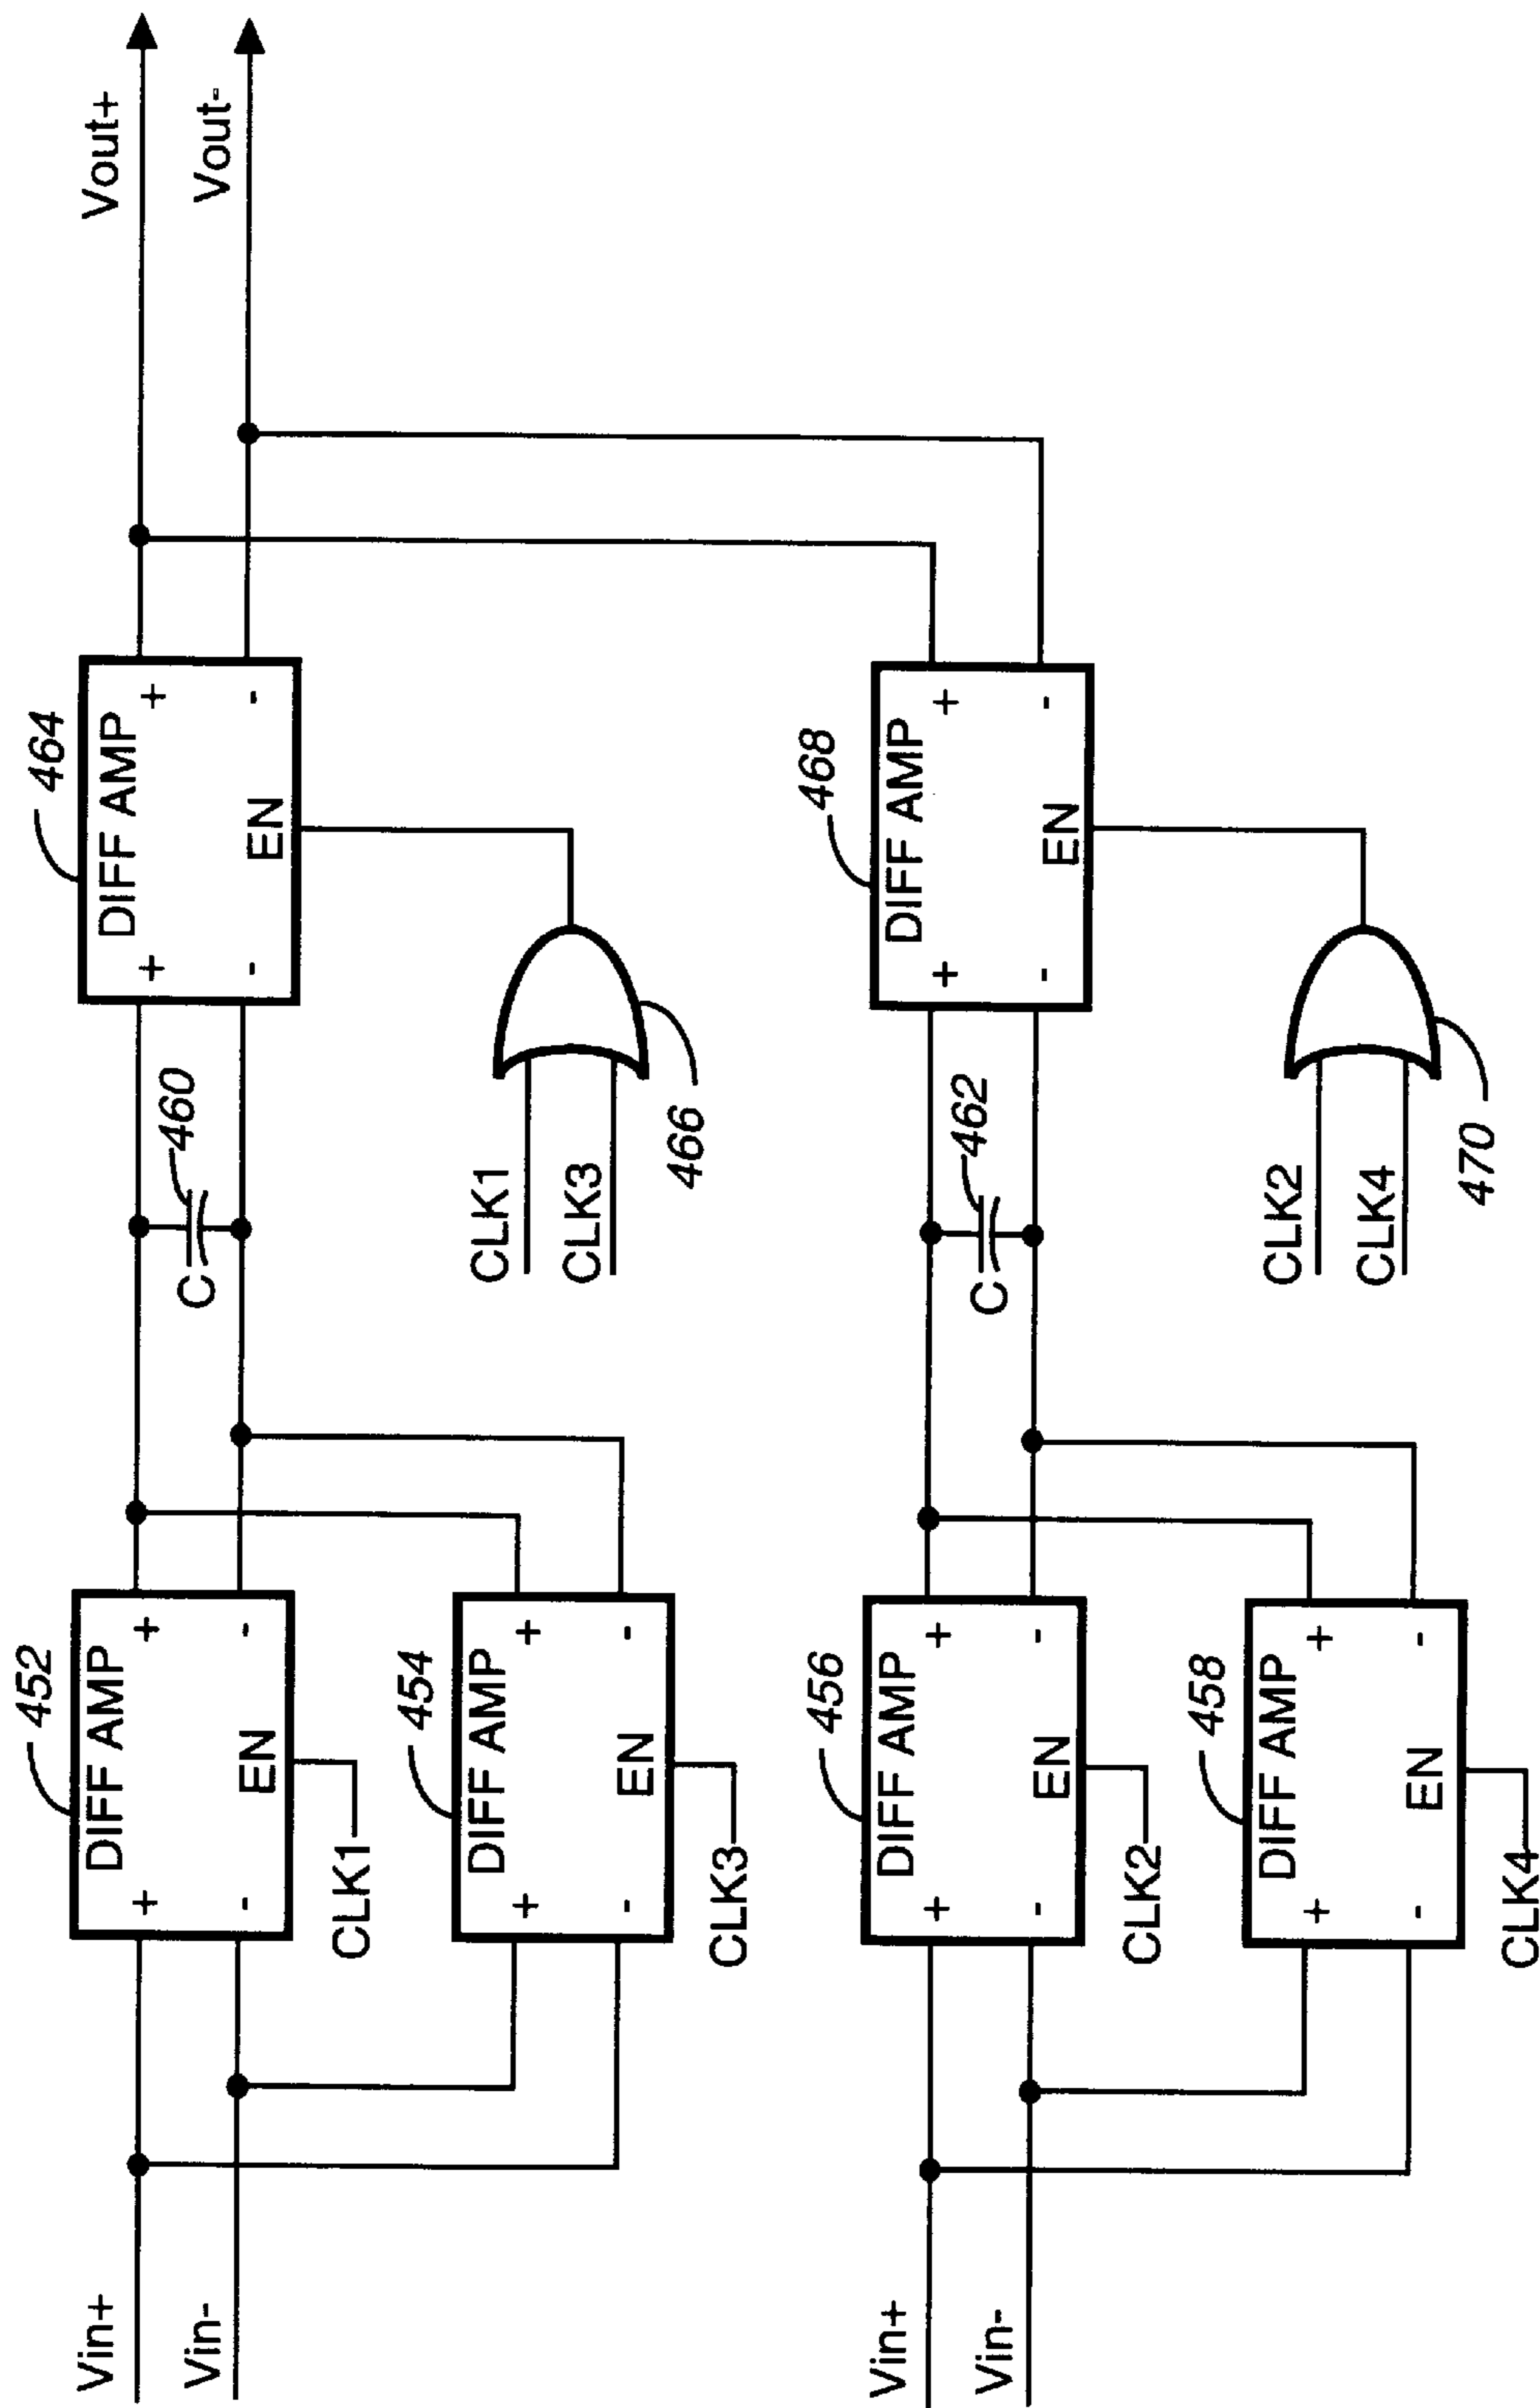 Vin+
Vin-
452
DIFF AMP
+ +
- -
EN
CLK1
454
DIFF AMP
+ +
- -
EN
CLK3
C
460
464
DIFF AMP
+ +
- -
EN
CLK1
CLK3
466
Vout+
Vout-
Vin+
Vin-
456
DIFF AMP
+ +
- -
EN
CLK2
458
DIFF AMP
+ +
- -
EN
CLK4
C
462
468
DIFF AMP
+ +
- -
EN
CLK2
CLK4
470